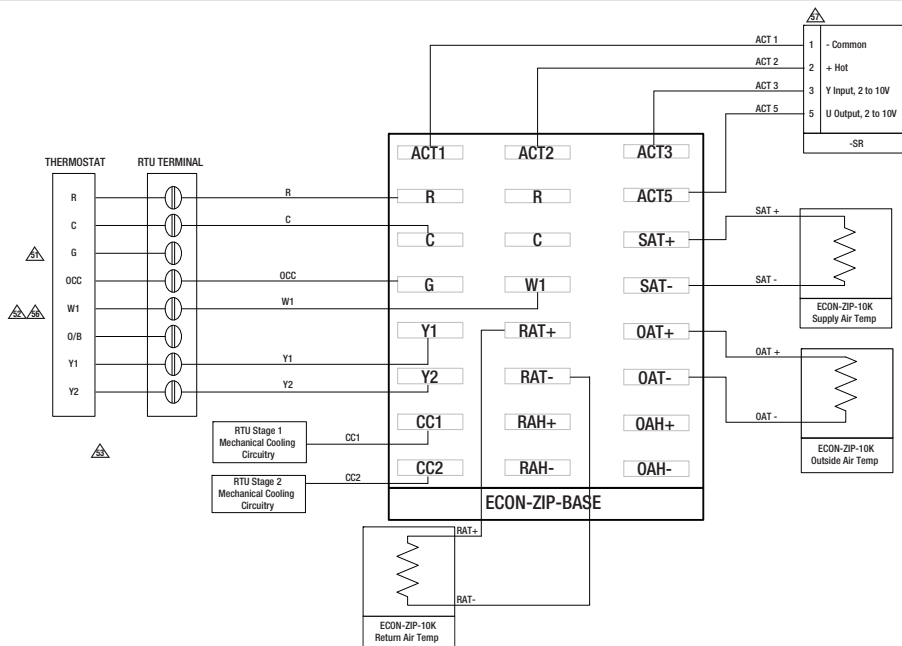 57
ACT 1
1
- Common
ACT 2
2
+ Hot
ACT 3
3
Y Input, 2 to 10V
ACT 5
5
U Output, 2 to 10V
-SR
THERMOSTAT
RTU TERMINAL
R
C
51
G
OCC
52
56
W1
O/B
Y1
Y2
53
R
C
OCC
W1
Y1
Y2
RTU Stage 1
Mechanical Cooling
Circuitry
CC1
RTU Stage 2
Mechanical Cooling
Circuitry
CC2
ACT1
ACT2
ACT3
R
R
ACT5
C
C
SAT+
G
W1
SAT-
Y1
RAT+
OAT+
Y2
RAT-
OAT-
CC1
RAH+
OAH+
CC2
RAH-
OAH-
ECON-ZIP-BASE
SAT +
SAT -
ECON-ZIP-10K
Supply Air Temp
OAT +
OAT -
ECON-ZIP-10K
Outside Air Temp
RAT+
RAT-
ECON-ZIP-10K
Return Air Temp